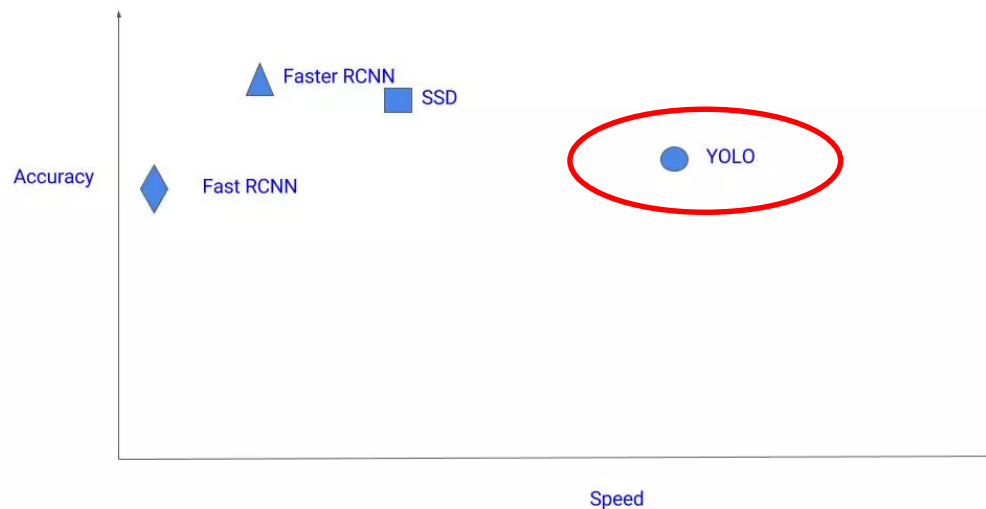 Faster RCNN
SSD
YOLO
Accuracy
Fast RCNN
Speed